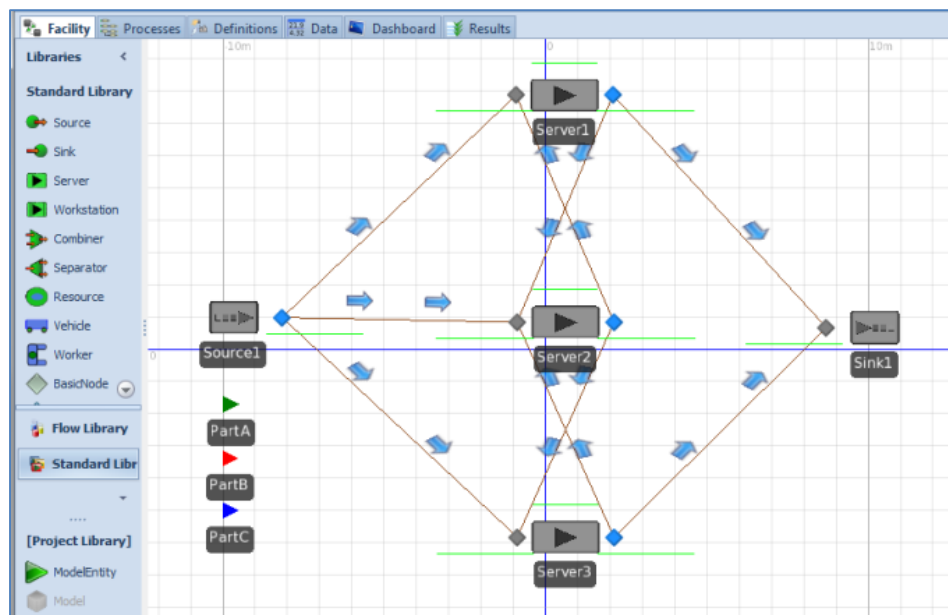 Facility Processes Definitions Data Dashboard Results
Libraries
Standard Library
Source
Sink
Server
Workstation
Combiner
Separator
Resource
Vehicle
Worker
BasicNode
Flow Library
Standard Libr
[Project Library]
ModelEntity
Model
-10m 0 10m
0
Server1
Source1
Server2
Sink1
PartA
PartB
PartC
Server3